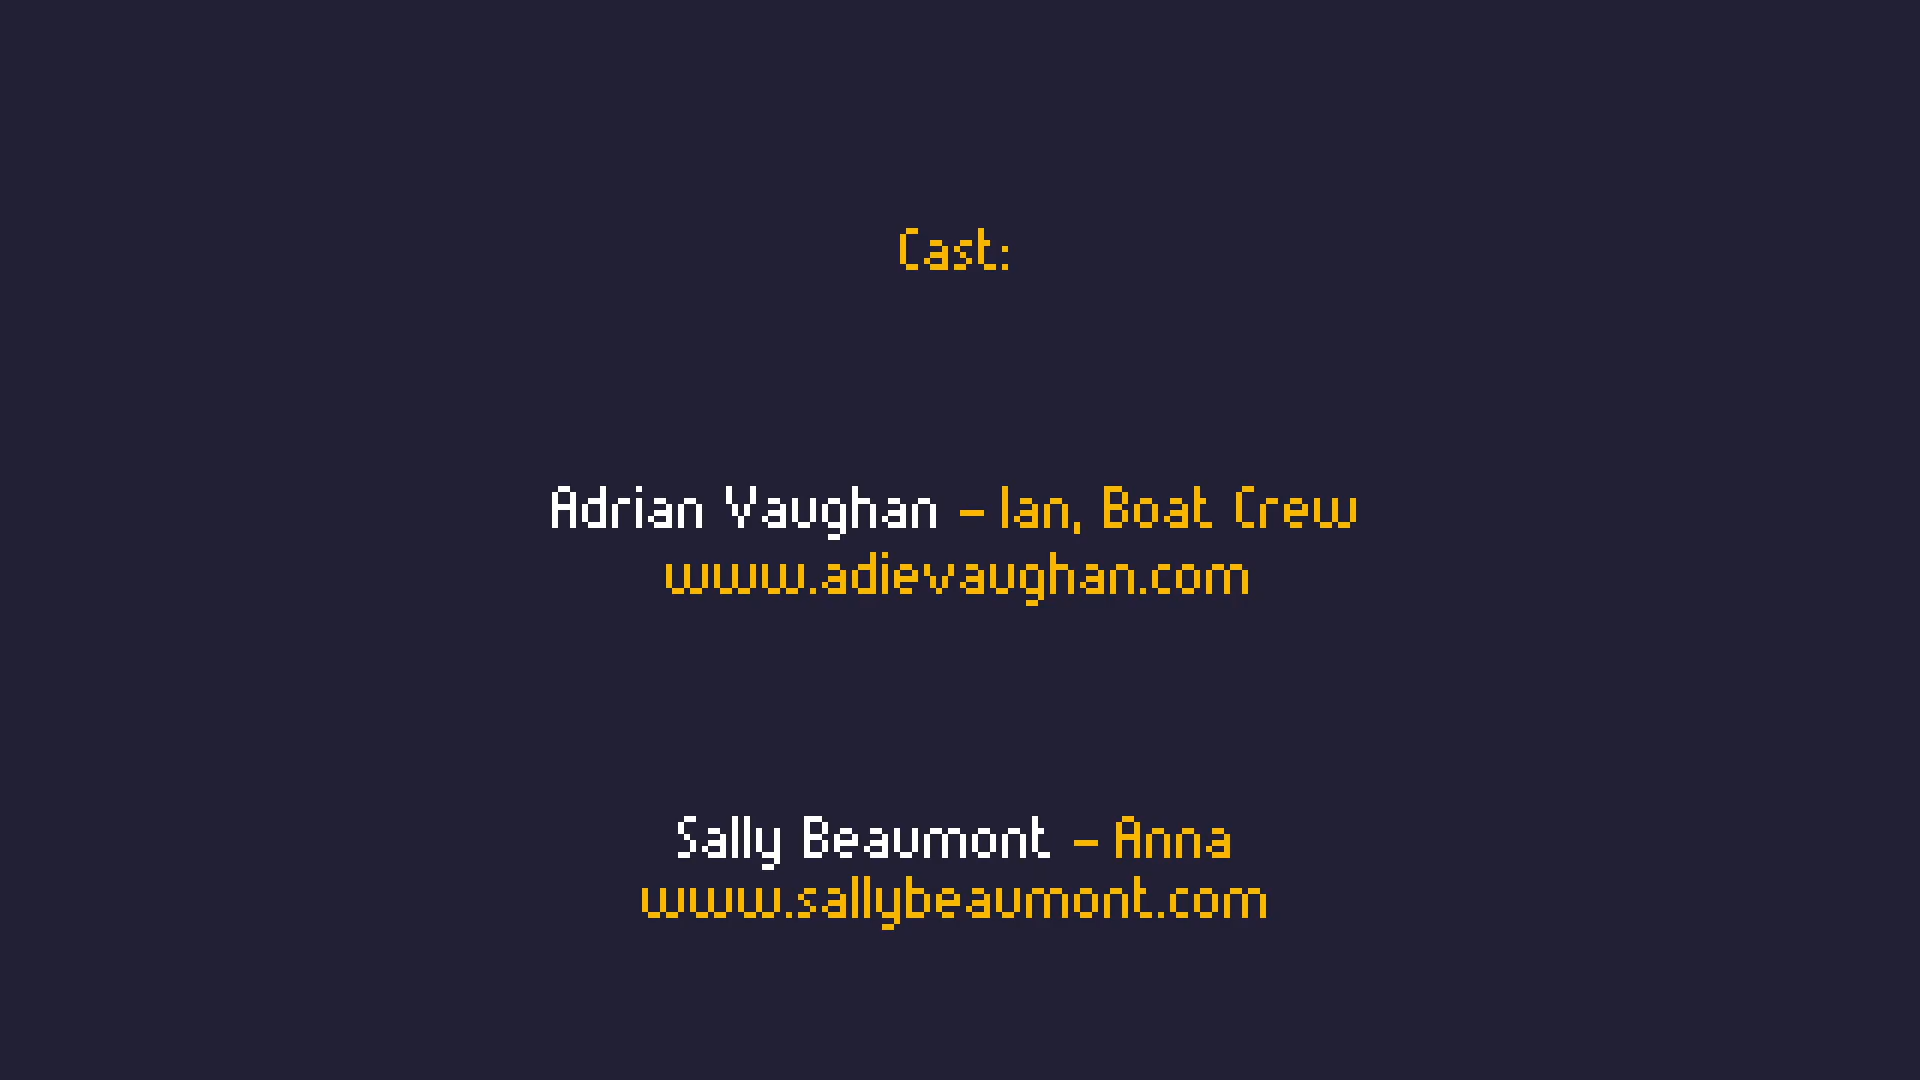 Cast:
Adrian Vaughan - Ian, Boat Crew
www.adievaughan.com
Sally Beaumont - Anna
www.sallybeaumont.com